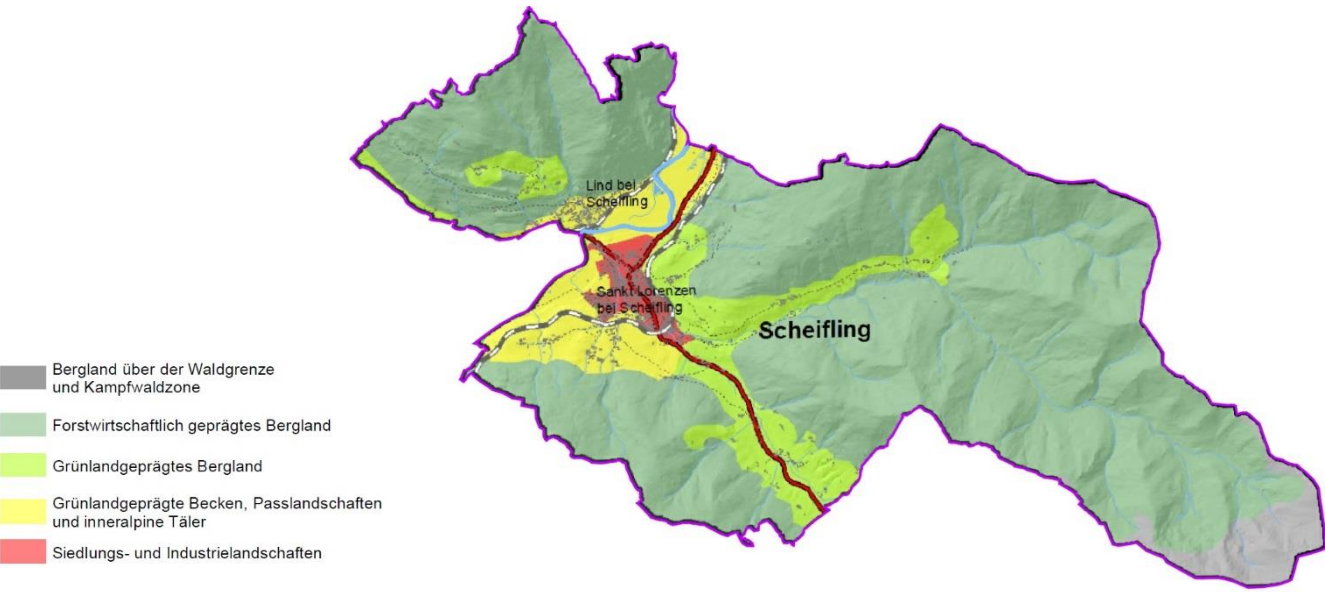 Lind bei
Scheifling
Sankt Lorenzen
bei Scheifling
Scheifling
Bergland über der Waldgrenze
und Kampfwaldzone
Forstwirtschaftlich geprägtes Bergland
Grünlandgeprägtes Bergland
Grünlandgeprägte Becken, Passlandschaften
und inneralpine Täler
Siedlungs- und Industrielandschaften